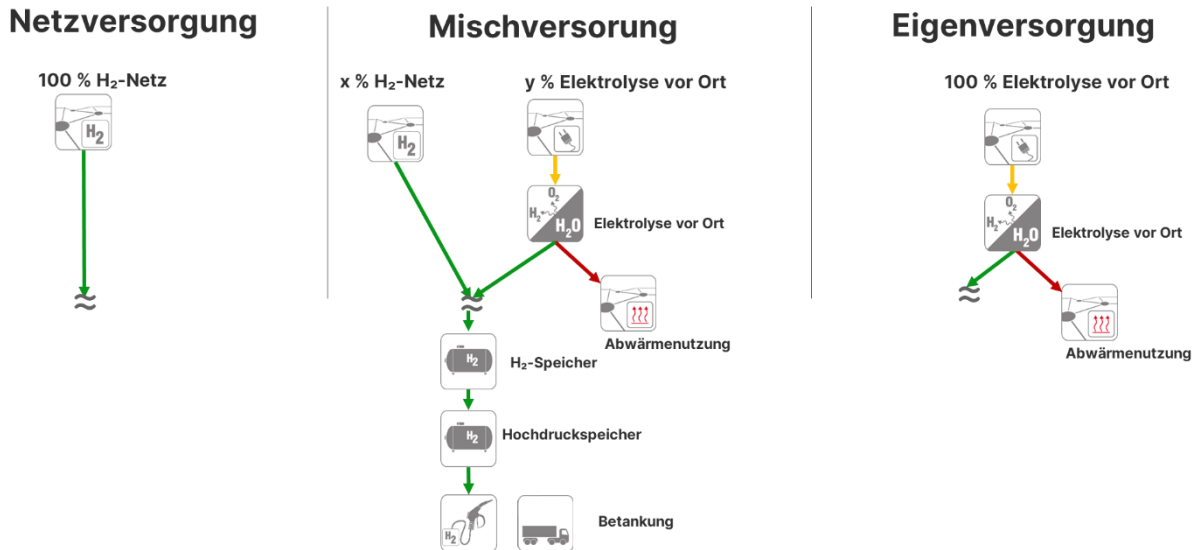 Netzversorgung
100 % H₂-Netz
H2
Mischversorung
x % H₂-Netz
y % Elektrolyse vor Ort
H2
O2
H2
H2O
Elektrolyse vor Ort
Abwärmenutzung
H2
H₂-Speicher
H2
Hochdruckspeicher
H2
Betankung
Eigenversorgung
100 % Elektrolyse vor Ort
O2
H2
H2O
Elektrolyse vor Ort
Abwärmenutzung